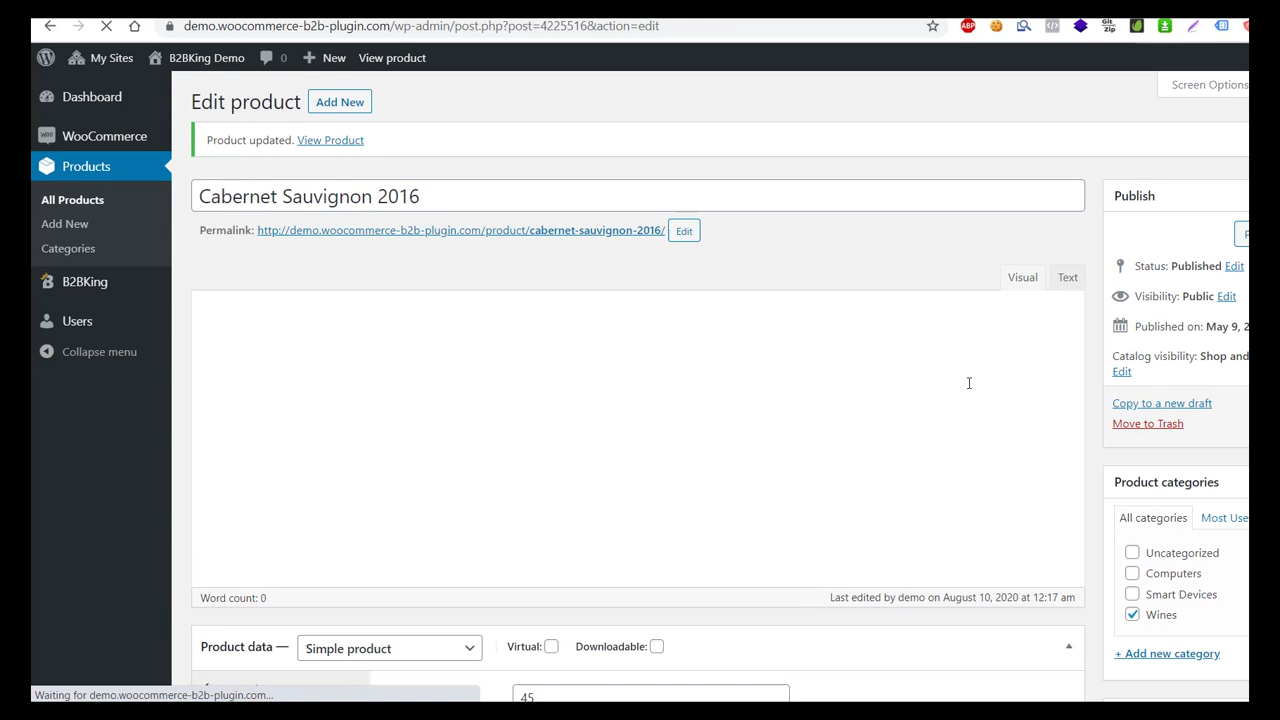 demo.woocommerce-b2b-plugin.com/wp-admin/post.php?post=4225516&action=edit
ABP
Git Zip
My Sites B2BKing Demo 0 New View product
Screen Options
Dashboard
WooCommerce
Products
All Products
Add New
Categories
B2BKing
Users
Collapse menu
Edit product Add New
Product updated. View Product
Cabernet Sauvignon 2016
Permalink: http://demo.woocommerce-b2b-plugin.com/product/cabernet-sauvignon-2016/ Edit
Visual Text
Word count: 0 Last edited by demo on August 10, 2020 at 12:17 am
Product data — Simple product Virtual: Downloadable:
45
Publish
Status: Published Edit
Visibility: Public Edit
Published on: May 9, 2
Catalog visibility: Shop and
Edit
Copy to a new draft
Move to Trash
Product categories
All categories Most Use
Uncategorized
Computers
Smart Devices
Wines
+ Add new category
Waiting for demo.woocommerce-b2b-plugin.com...